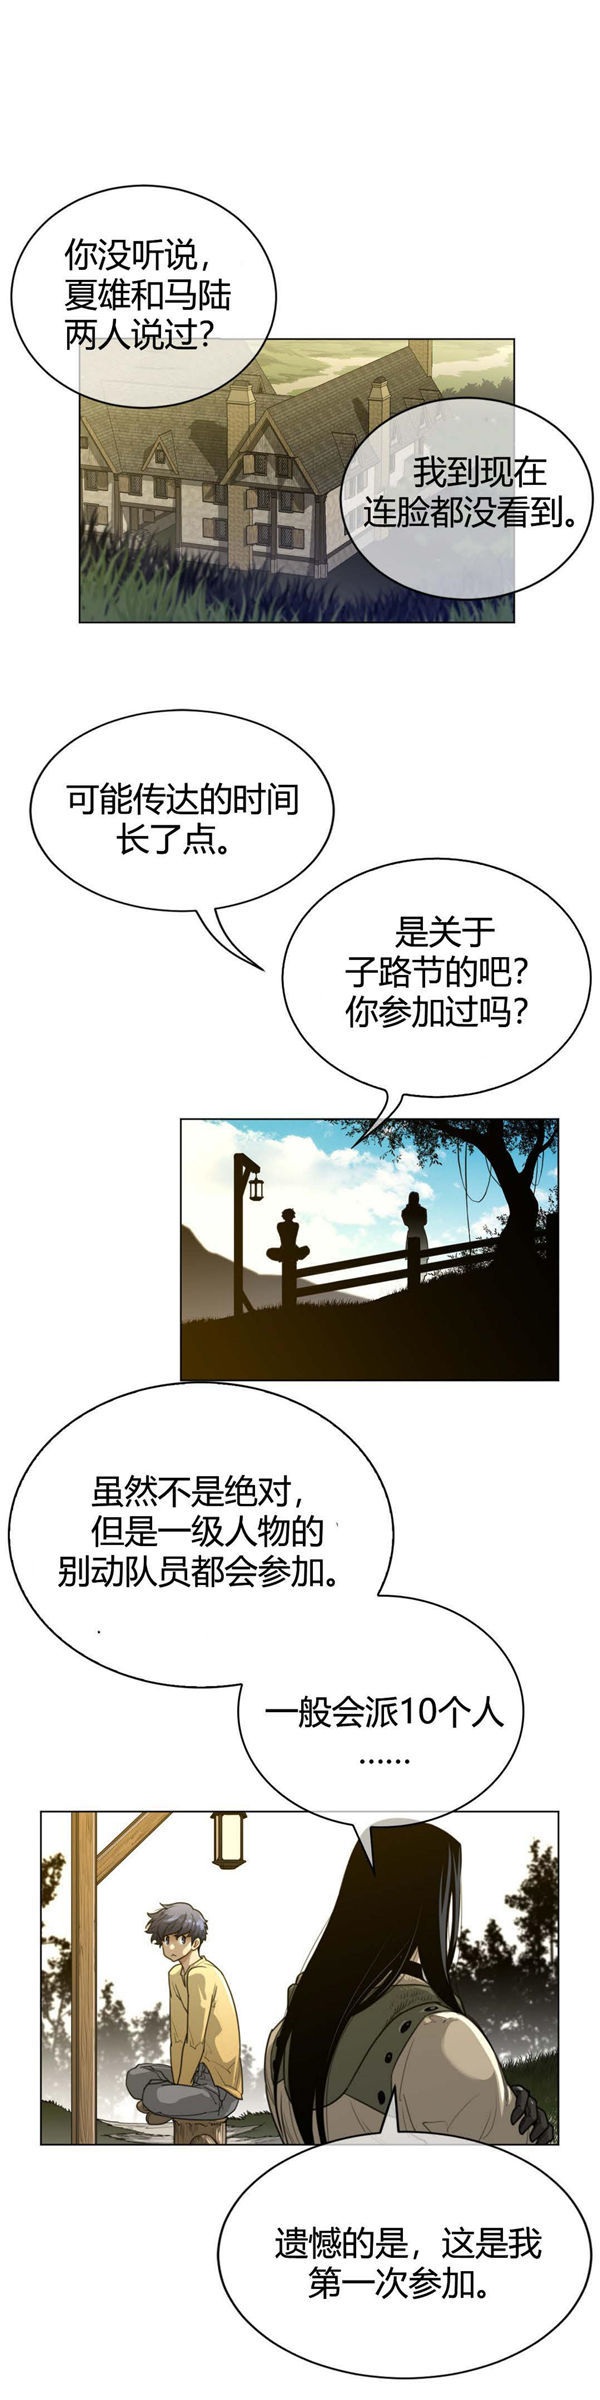 你没听说，
夏雄和马陆
两人说过？
我到现在
连脸都没看到。
可能传达的时间
长了点。
是关于
子路节的吧？
你参加过吗？
虽然不是绝对，
但是一级人物的
别动队员都会参加。
一般会派10个人
……
遗憾的是，这是我
第一次参加。